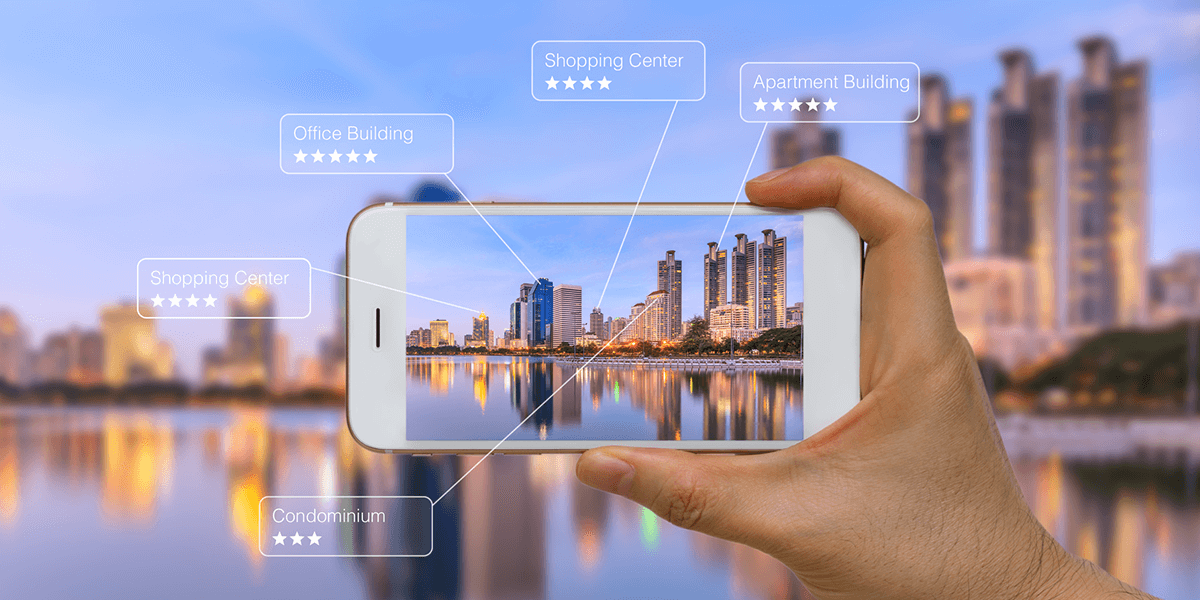 Shopping Center
★★★★
Apartment Building
★★★★★
Office Building
★★★★★
Shopping Center
★★★★
Condominium
★★★